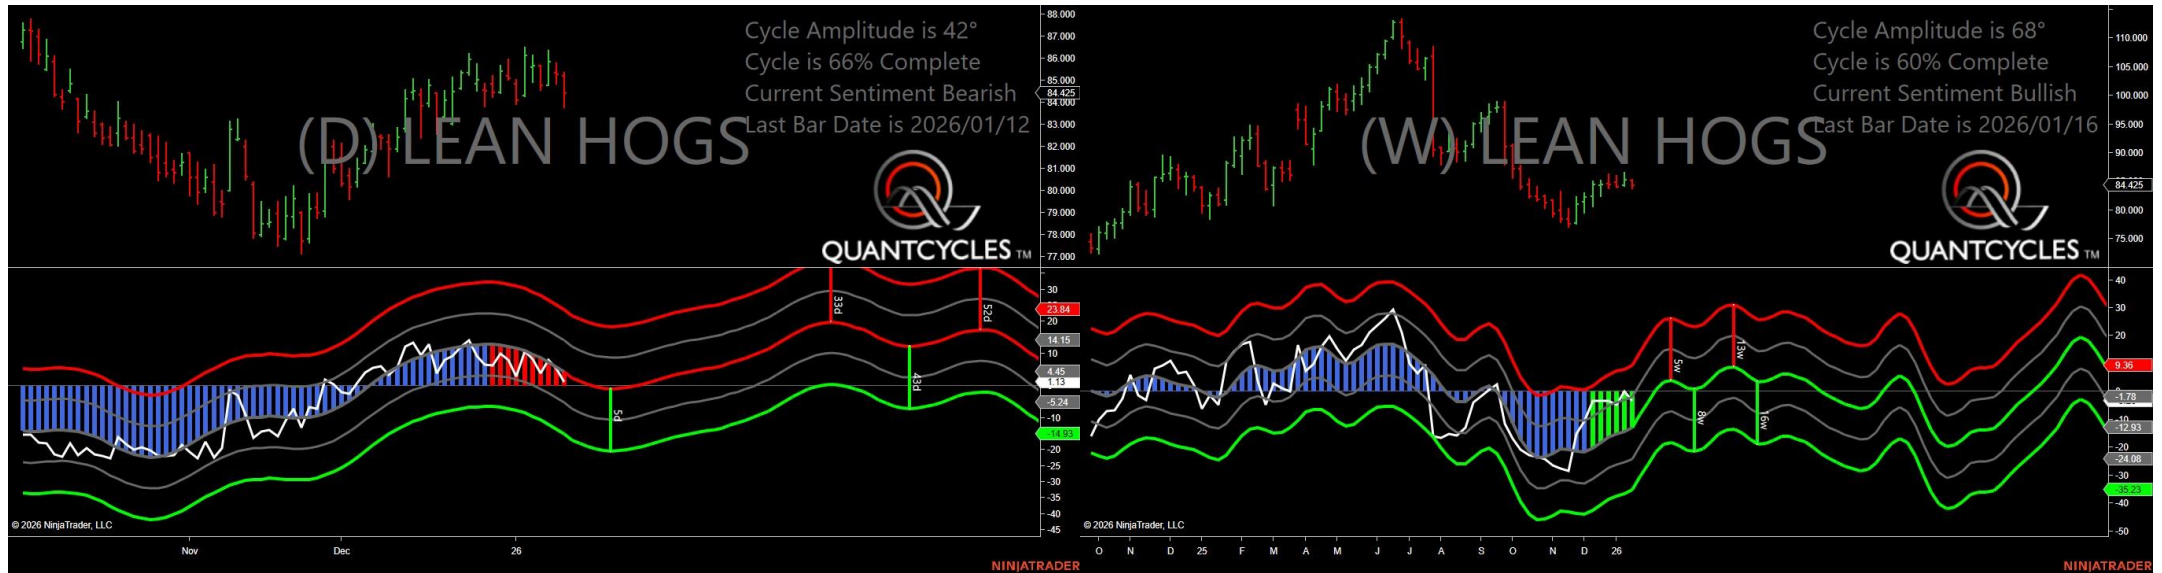 Cycle Amplitude is 42°
Cycle is 66% Complete
Current Sentiment Bearish
Last Bar Date is 2026/01/12
(D) LEAN HOGS
QUANTCYCLES TM
88.000
87.000
86.000
85.000
84.425
84.000
83.000
82.000
81.000
80.000
79.000
78.000
77.000
33d
52d
43d
5d
30
23.84
20
14.15
10
4.45
1.13
-5.24
-10
-14.93
-20
-25
-30
-35
-40
-45
© 2026 NinjaTrader, LLC
Nov
Dec
26
NINJATRADER
Cycle Amplitude is 68°
Cycle is 60% Complete
Current Sentiment Bullish
Last Bar Date is 2026/01/16
(W) LEAN HOGS
QUANTCYCLES TM
110.000
105.000
100.000
95.000
90.000
84.425
80.000
75.000
5w
13w
8w
16w
40
30
20
9.36
-1.78
-12.93
-20
-24.08
-30
-35.23
-40
-50
© 2026 NinjaTrader, LLC
O
N
D
25
F
M
A
M
J
J
A
S
O
N
D
26
NINJATRADER